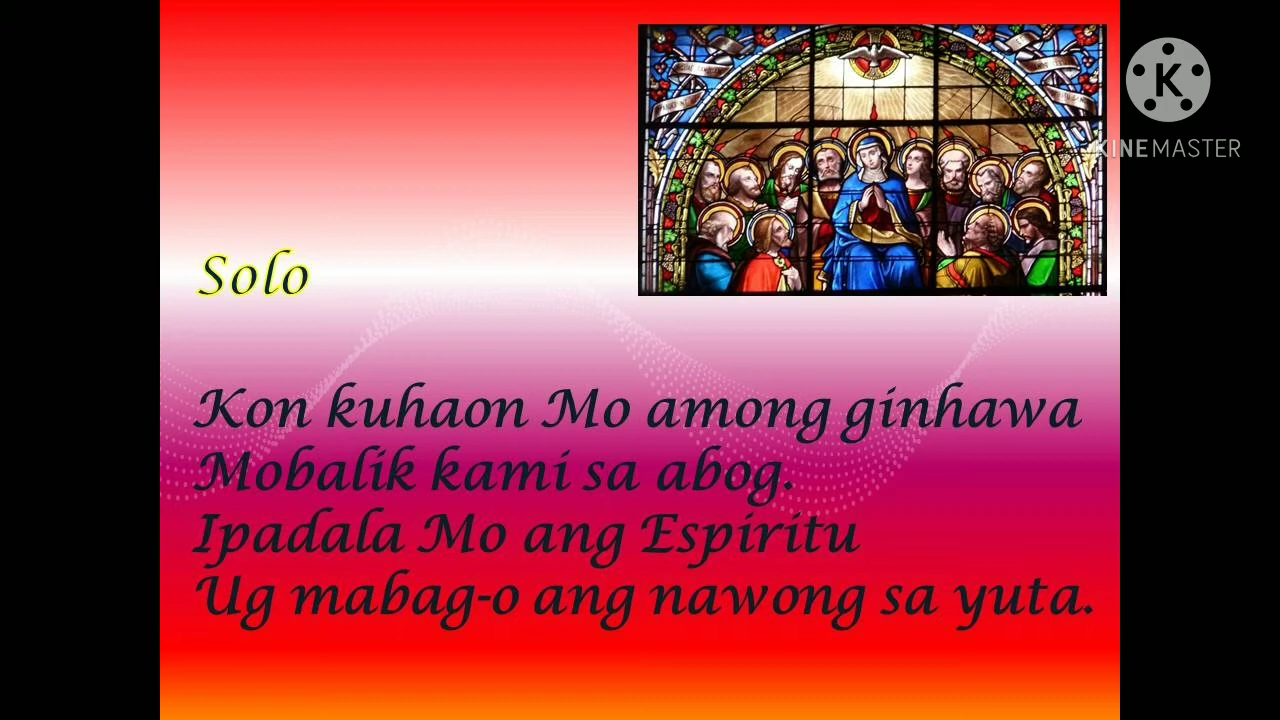 K
KINEMASTER
Solo
Kon kuhaon Mo among ginhawa
Mobalik kami sa abog.
Ipadala Mo ang Espiritu
Ug mabag-o ang nawong sa yuta.